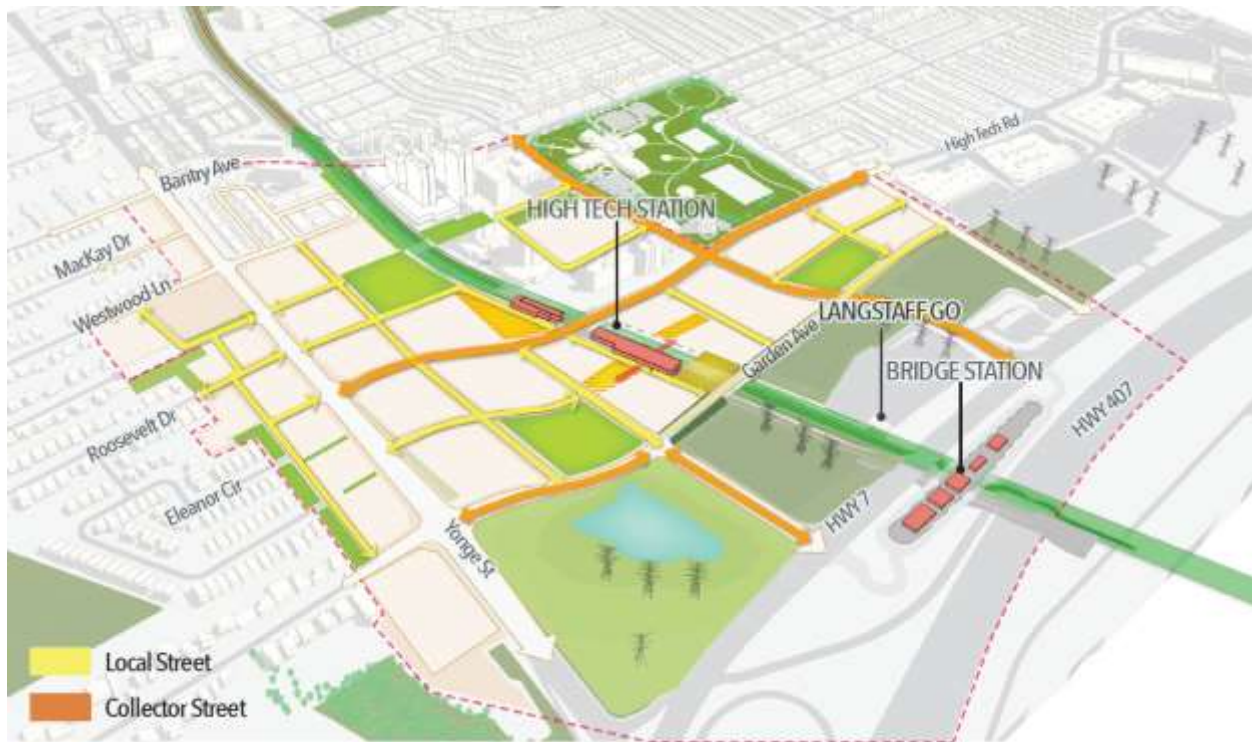 High Tech Rd
Bantry Ave
HIGH TECH STATION
MacKay Dr
Westwood Ln
LANGSTAFF GO
Garden Ave
BRIDGE STATION
HWY 407
Roosevelt Dr
Eleanor Cir
Yonge St
HWY 7
Local Street
Collector Street